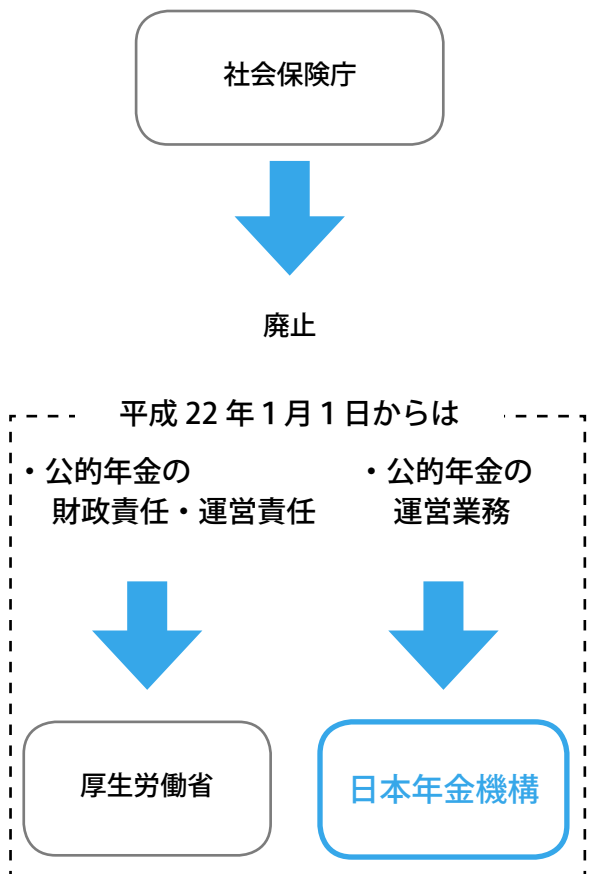 社会保険庁
廃止
平成 22 年 1 月 1 日からは
・公的年金の
財政責任・運営責任
・公的年金の
運営業務
厚生労働省
日本年金機構